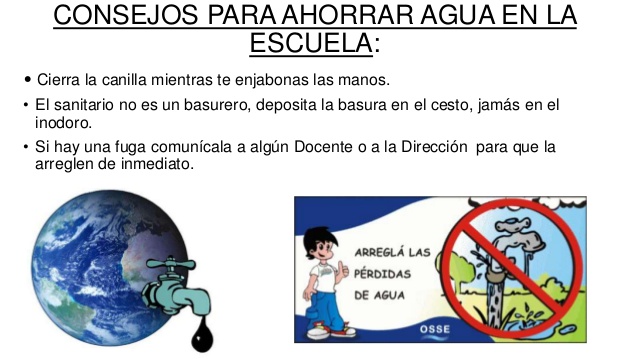 CONSEJOS PARA AHORRAR AGUA EN LA
ESCUELA:
• Cierra la canilla mientras te enjabonas las manos.
• El sanitario no es un basurero, deposita la basura en el cesto, jamás en el
inodoro.
• Si hay una fuga comunícala a algún Docente o a la Dirección para que la
arreglen de inmediato.
ARREGLÁ LAS
PÉRDIDAS
DE AGUA
OSSE